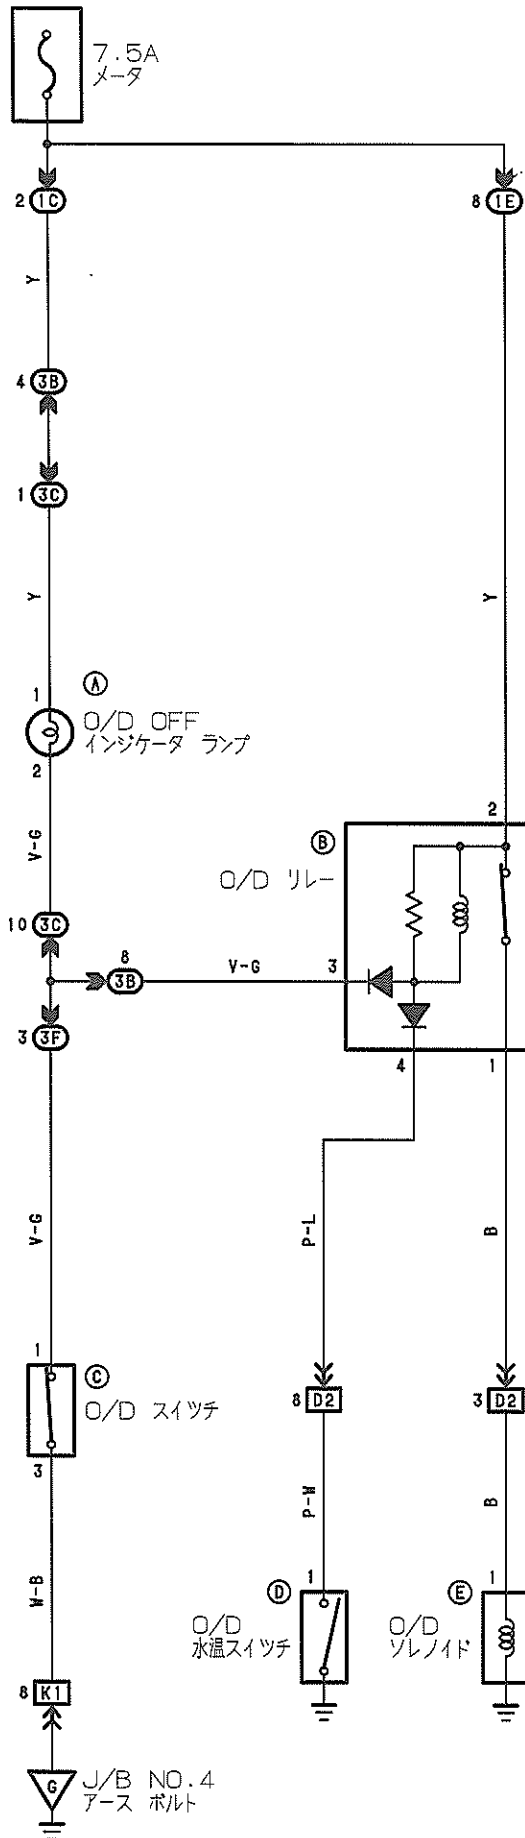 7.5A
メータ
2 1C
8 1E
Y
4 3B
1 3C
Y
Y
A
1
O/D OFF
インジケータ ランプ
2
V-G
2
B
O/D リレー
10 3C
8
3B
V-G
3
3 3F
4
1
V-G
P-L
B
1
C
O/D スイッチ
8 D2
3 D2
3
P-W
B
W-B
D
1
O/D
水温スイッチ
E
1
O/D
ソレノイド
8 K1
G
J/B NO.4
アース ボルト